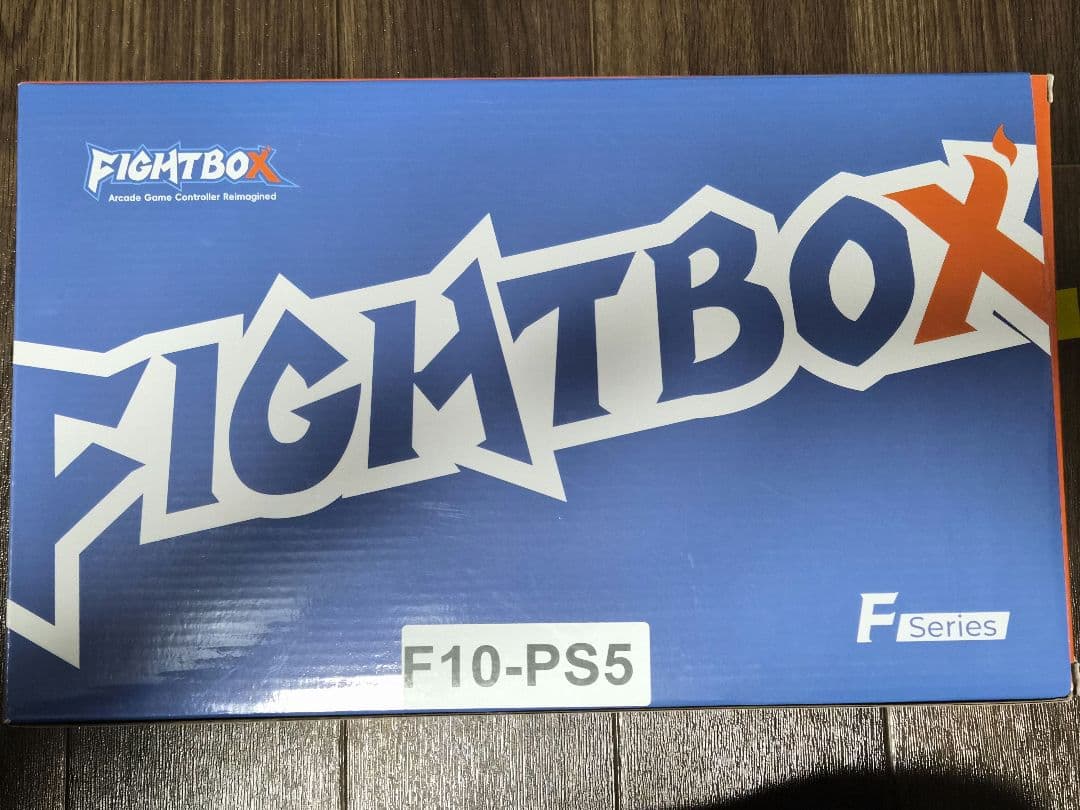 FIGHTBOX
Arcade Game Controller Reimagined
FIGHTBOX
F Series
F10-PS5